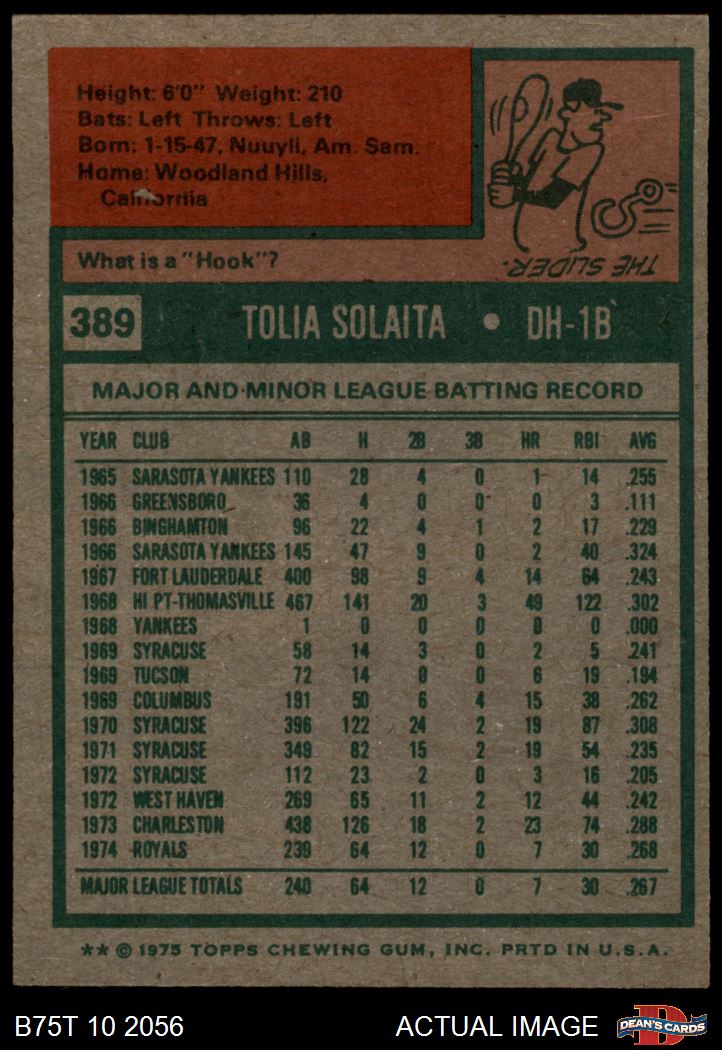 Height: 6'0" Weight: 210
Bats: Left Throws: Left
Born: 1-15-47, Nuuyli, Am. Sam.
Home: Woodland Hills,
California
What is a "Hook"?
THE SLIDER.
389 TOLIA SOLAITA • DH-1B
MAJOR AND MINOR LEAGUE BATTING RECORD
YEAR CLUB AB H 2B 3B HR RBI AVG
1965 SARASOTA YANKEES 110 28 4 0 1 14 .255
1966 GREENSBORO 36 4 0 0 0 3 .111
1966 BINGHAMTON 96 22 4 1 2 17 .229
1966 SARASOTA YANKEES 145 47 9 0 2 40 .324
1967 FORT LAUDERDALE 400 98 9 4 14 64 .243
1968 HI PT-THOMASVILLE 467 141 20 3 49 122 .302
1968 YANKEES 1 0 0 0 0 0 .000
1969 SYRACUSE 58 14 3 0 2 5 .241
1969 TUCSON 72 14 0 0 6 19 .194
1969 COLUMBUS 191 50 6 4 15 38 .262
1970 SYRACUSE 396 122 24 2 19 87 .308
1971 SYRACUSE 349 82 15 2 19 54 .235
1972 SYRACUSE 112 23 2 0 3 16 .205
1972 WEST HAVEN 269 65 11 2 12 44 .242
1973 CHARLESTON 438 126 18 2 23 74 .288
1974 ROYALS 239 64 12 0 7 30 .268
MAJOR LEAGUE TOTALS 240 64 12 0 7 30 .267
** © 1975 TOPPS CHEWING GUM, INC. PRTD IN U.S.A.
B75T 10 2056 ACTUAL IMAGE D DEAN'S CARDS